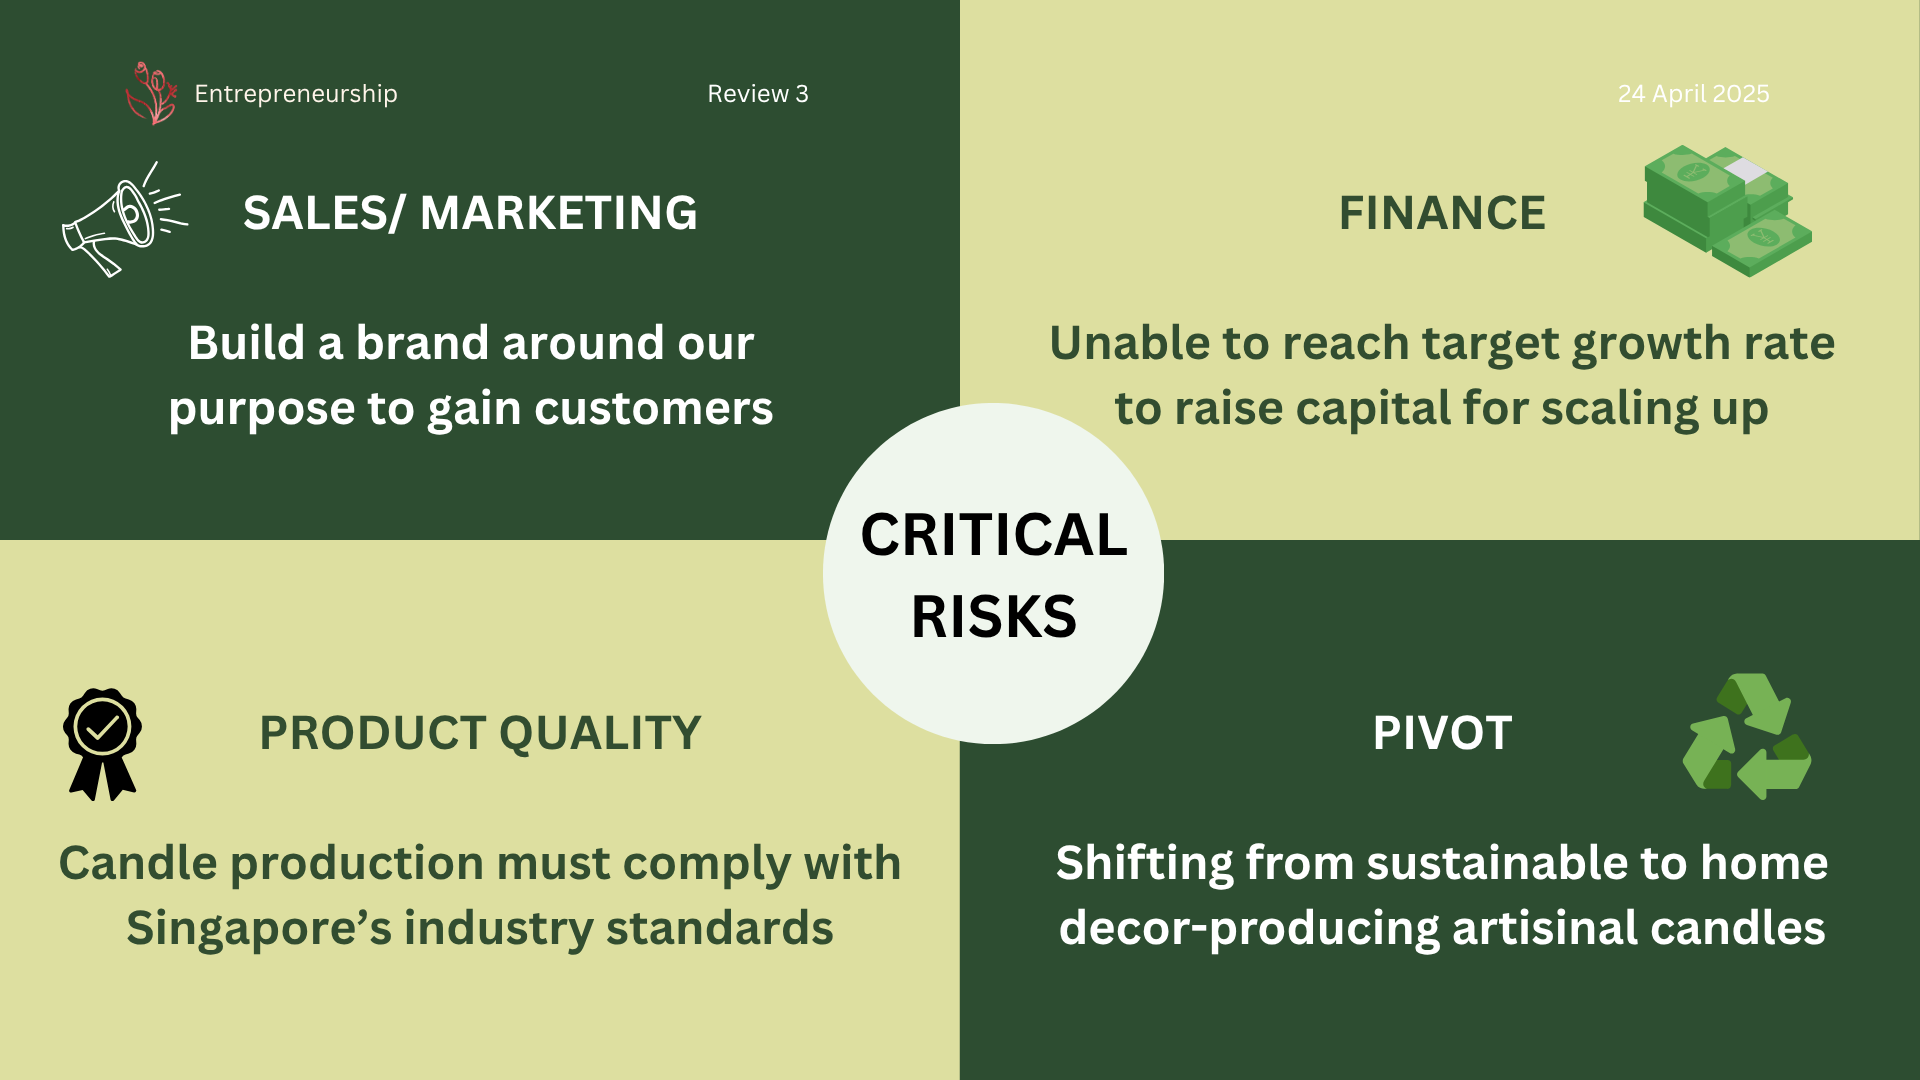 Entrepreneurship
Review 3
24 April 2025
SALES/ MARKETING
Build a brand around our
purpose to gain customers
FINANCE
Unable to reach target growth rate
to raise capital for scaling up
CRITICAL
RISKS
PRODUCT QUALITY
Candle production must comply with
Singapore’s industry standards
PIVOT
Shifting from sustainable to home
decor-producing artisinal candles